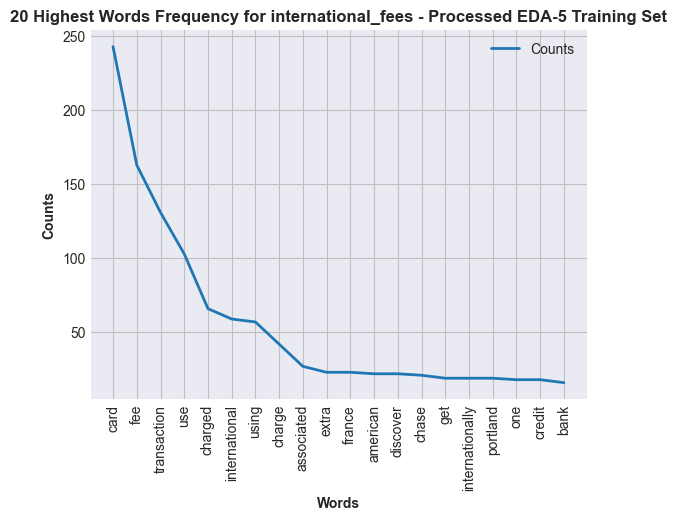 20 Highest Words Frequency for international_fees - Processed EDA-5 Training Set
Counts
250
200
150
100
50
Counts
card
fee
transaction
use
charged
international
using
charge
associated
extra
france
american
discover
chase
get
internationally
portland
one
credit
bank
Words